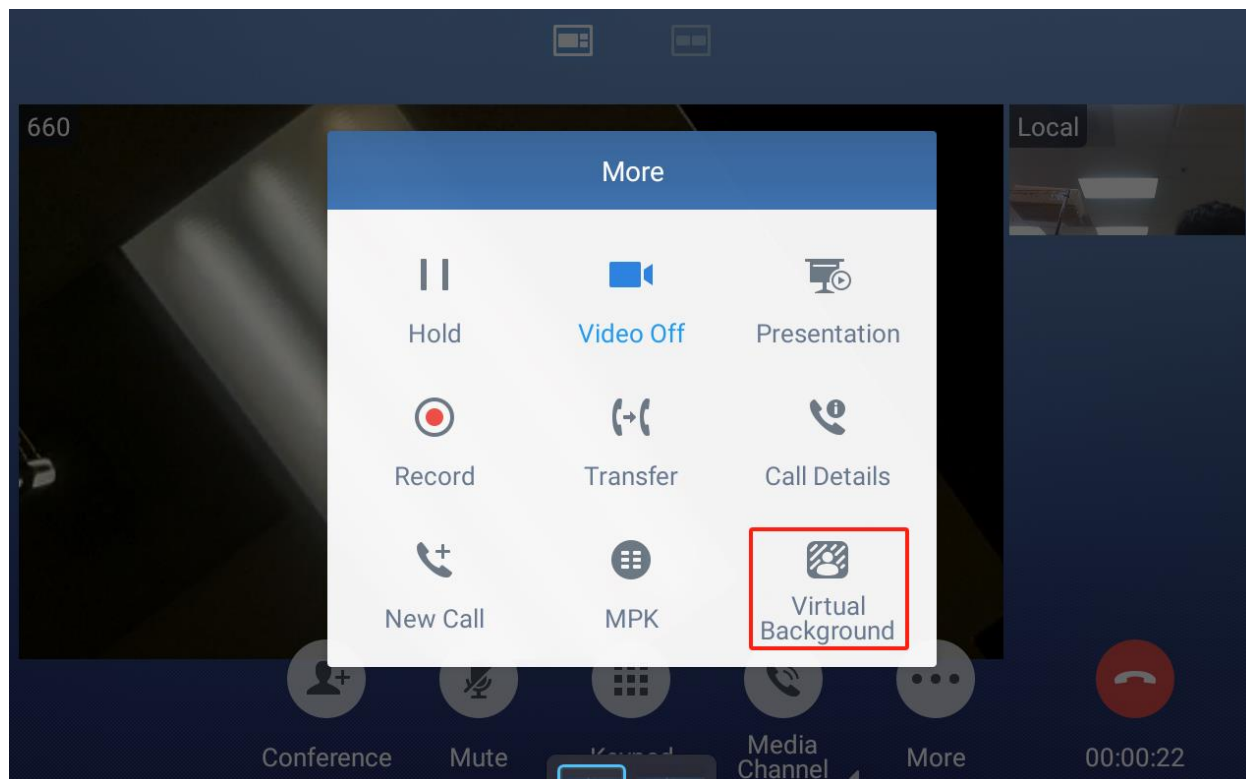 660
Local
More
Hold
Video Off
Presentation
Record
Transfer
Call Details
New Call
MPK
Virtual
Background
Conference
Mute
Keypad
Media
Channel
More
00:00:22